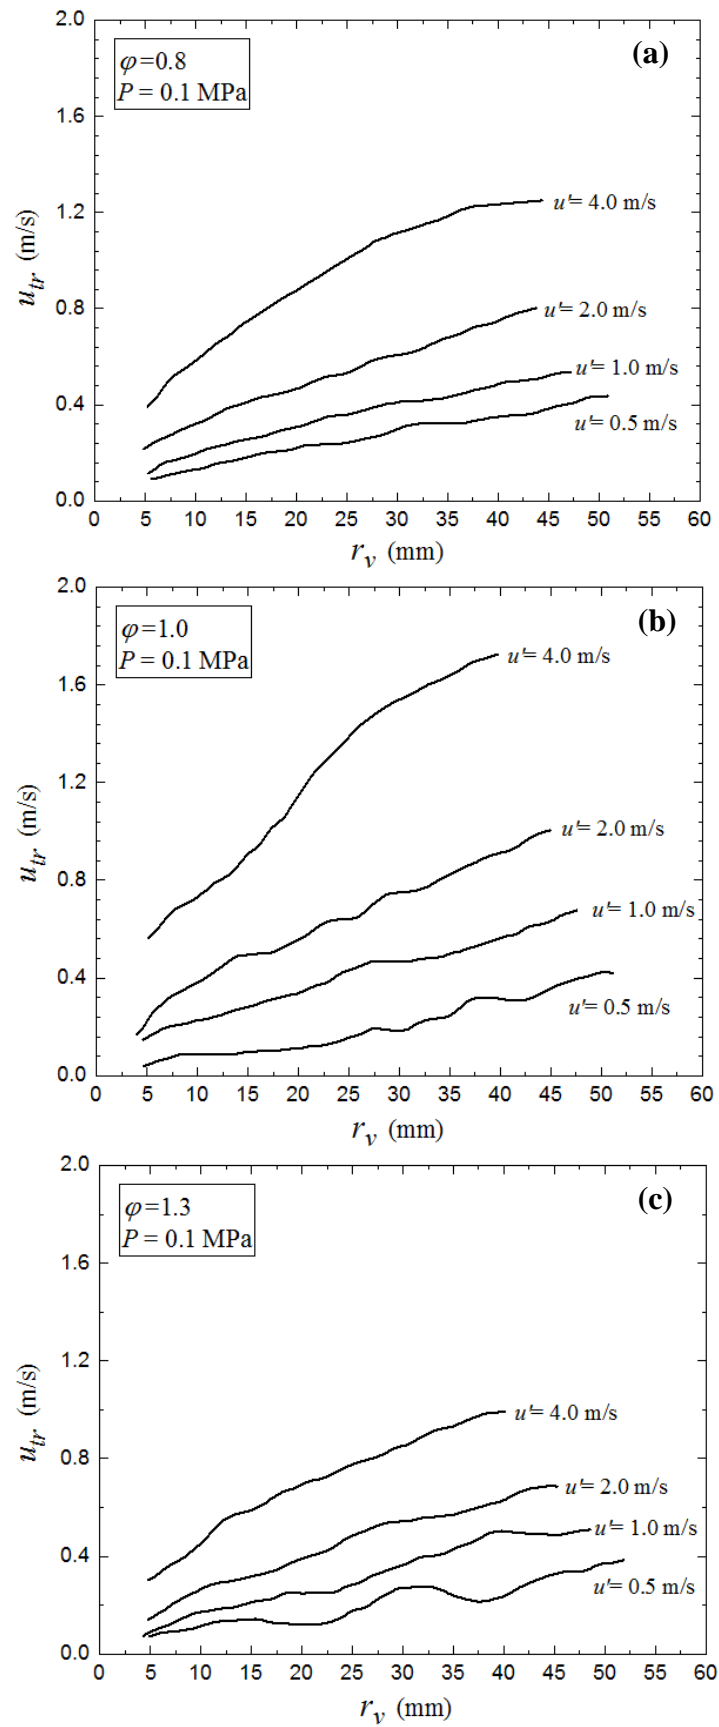 (a)
φ=0.8
P = 0.1 MPa
2.0
1.6
1.2
0.8
0.4
0.0
u_tr (m/s)
u'= 4.0 m/s
u'= 2.0 m/s
u'= 1.0 m/s
u'= 0.5 m/s
0 5 10 15 20 25 30 35 40 45 50 55 60
r_v (mm)
(b)
φ=1.0
P = 0.1 MPa
2.0
1.6
1.2
0.8
0.4
0.0
u_tr (m/s)
u'= 4.0 m/s
u'= 2.0 m/s
u'= 1.0 m/s
u'= 0.5 m/s
0 5 10 15 20 25 30 35 40 45 50 55 60
r_v (mm)
(c)
φ=1.3
P = 0.1 MPa
2.0
1.6
1.2
0.8
0.4
0.0
u_tr (m/s)
u'= 4.0 m/s
u'= 2.0 m/s
u'= 1.0 m/s
u'= 0.5 m/s
0 5 10 15 20 25 30 35 40 45 50 55 60
r_v (mm)